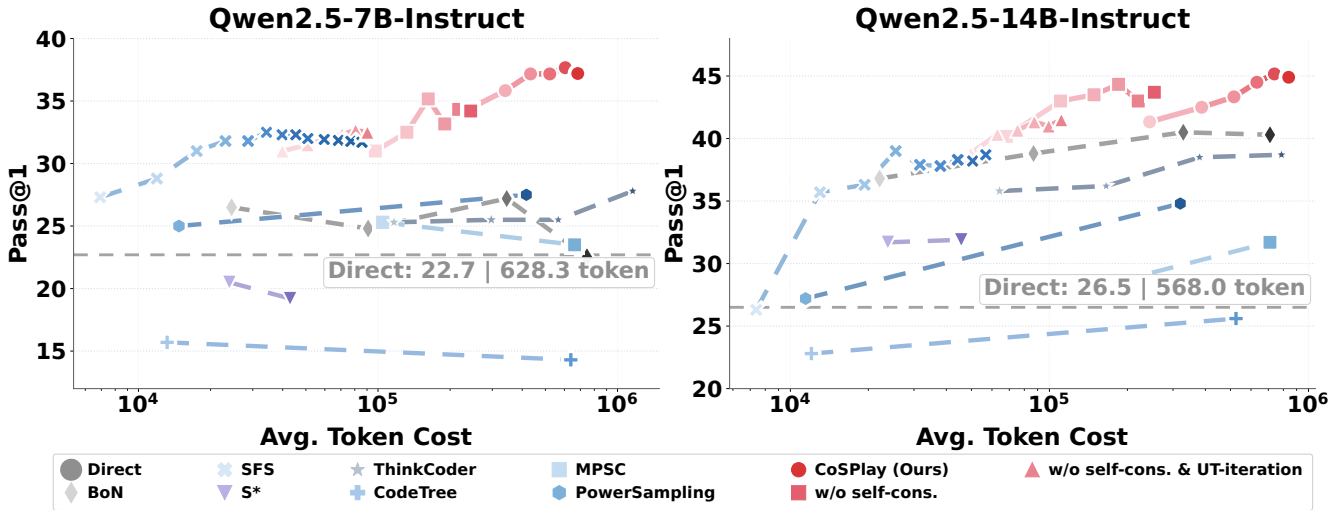 Qwen2.5-7B-Instruct
Qwen2.5-14B-Instruct
Pass@1
40
35
30
25
20
15
Direct: 22.7 | 628.3 token
10⁴
10⁵
10⁶
Avg. Token Cost
Pass@1
45
40
35
30
25
20
Direct: 26.5 | 568.0 token
10⁴
10⁵
10⁶
Avg. Token Cost
Direct
SFS
ThinkCoder
MPSC
CoSPlay (Ours)
w/o self-cons. & UT-iteration
BoN
S*
CodeTree
PowerSampling
w/o self-cons.